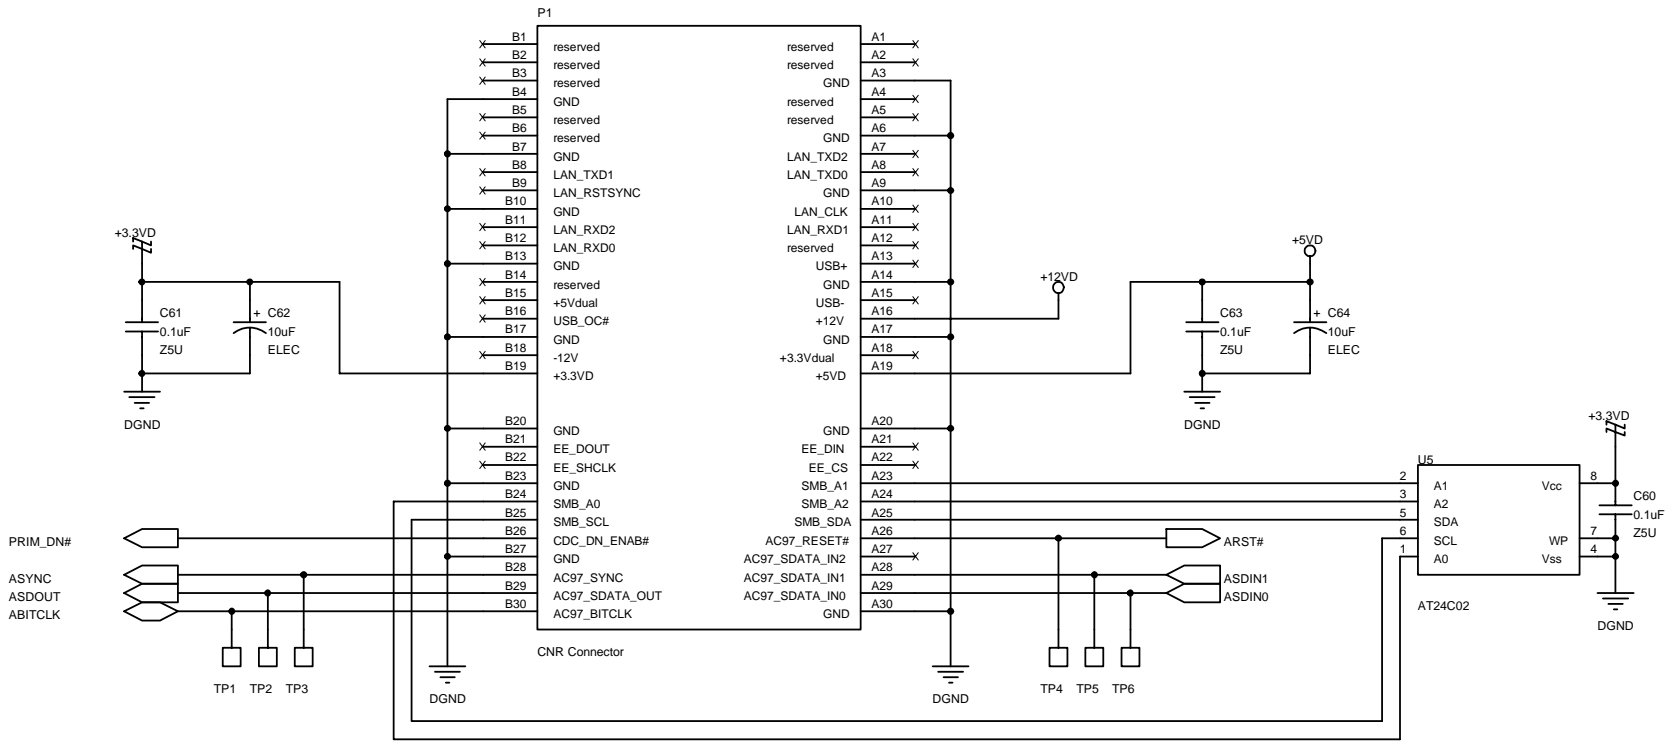 P1
B1 reserved reserved A1
B2 reserved reserved A2
B3 reserved GND A3
B4 GND reserved A4
B5 reserved reserved A5
B6 reserved GND A6
B7 GND LAN_TXD2 A7
B8 LAN_TXD1 LAN_TXD0 A8
B9 LAN_RSTSYNC GND A9
B10 GND LAN_CLK A10
B11 LAN_RXD2 LAN_RXD1 A11
B12 LAN_RXD0 reserved A12
B13 GND USB+ A13
B14 reserved GND A14
B15 +5Vdual USB- A15
B16 USB_OC# +12V A16
B17 GND GND A17
B18 -12V +3.3Vdual A18
B19 +3.3VD +5VD A19
B20 GND GND A20
B21 EE_DOUT EE_DIN A21
B22 EE_SHCLK EE_CS A22
B23 GND SMB_A1 A23
B24 SMB_A0 SMB_A2 A24
B25 SMB_SCL SMB_SDA A25
B26 CDC_DN_ENAB# AC97_RESET# A26
B27 GND AC97_SDATA_IN2 A27
B28 AC97_SYNC AC97_SDATA_IN1 A28
B29 AC97_SDATA_OUT AC97_SDATA_IN0 A29
B30 AC97_BITCLK GND A30
CNR Connector
+3.3VD
C61
0.1uF
Z5U
+ C62
10uF
ELEC
DGND
PRIM_DN#
ASYNC
ASDOUT
ABITCLK
TP1 TP2 TP3
DGND
DGND
+12VD
+5VD
C63
0.1uF
Z5U
+ C64
10uF
ELEC
DGND
ARST#
ASDIN1
ASDIN0
TP4 TP5 TP6
U5
2 A1 Vcc 8
3 A2
5 SDA
6 SCL WP 7
1 A0 Vss 4
AT24C02
+3.3VD
C60
0.1uF
Z5U
DGND